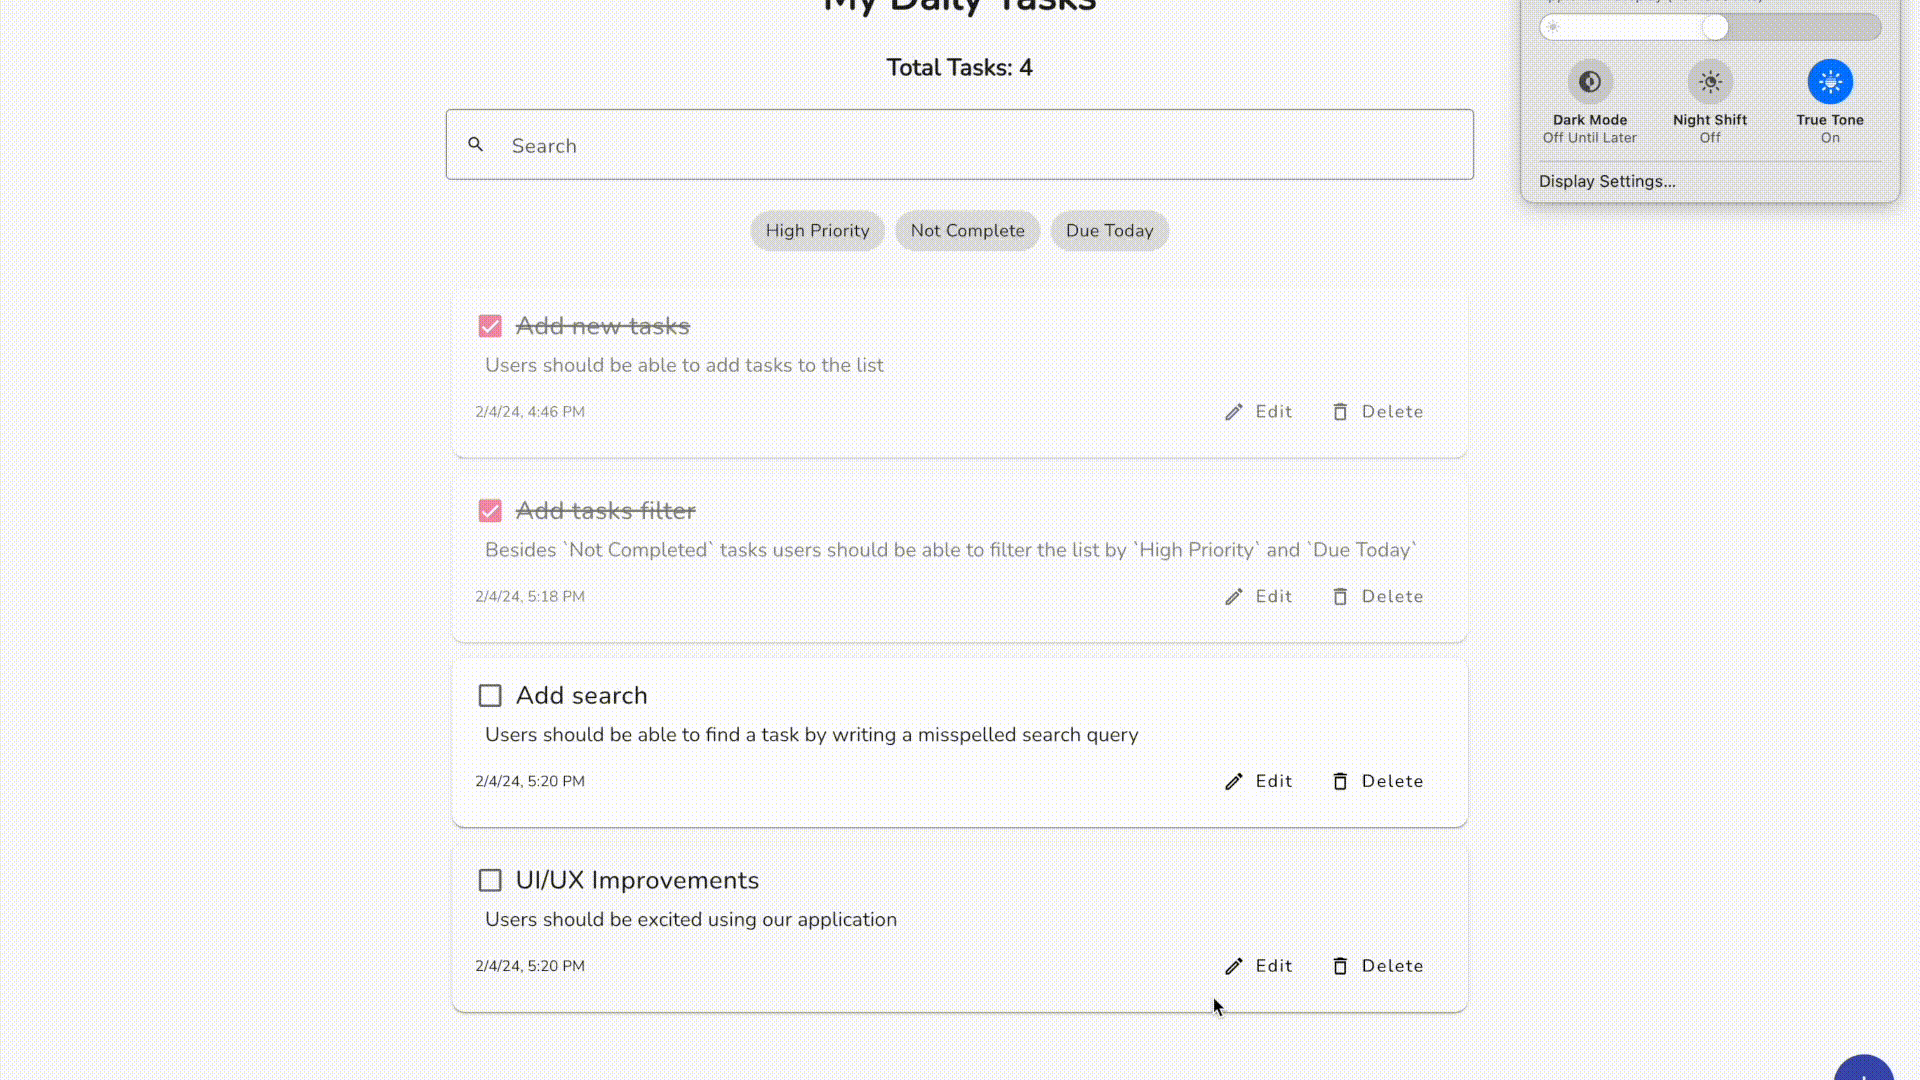 My Daily Tasks
Total Tasks: 4
Search
High Priority Not Complete Due Today
Add new tasks
Users should be able to add tasks to the list
2/4/24, 4:46 PM Edit Delete
Add tasks filter
Besides `Not Completed` tasks users should be able to filter the list by `High Priority` and `Due Today`
2/4/24, 5:18 PM Edit Delete
Add search
Users should be able to find a task by writing a misspelled search query
2/4/24, 5:20 PM Edit Delete
UI/UX Improvements
Users should be excited using our application
2/4/24, 5:20 PM Edit Delete
Dark Mode Night Shift True Tone
Off Until Later Off On
Display Settings...